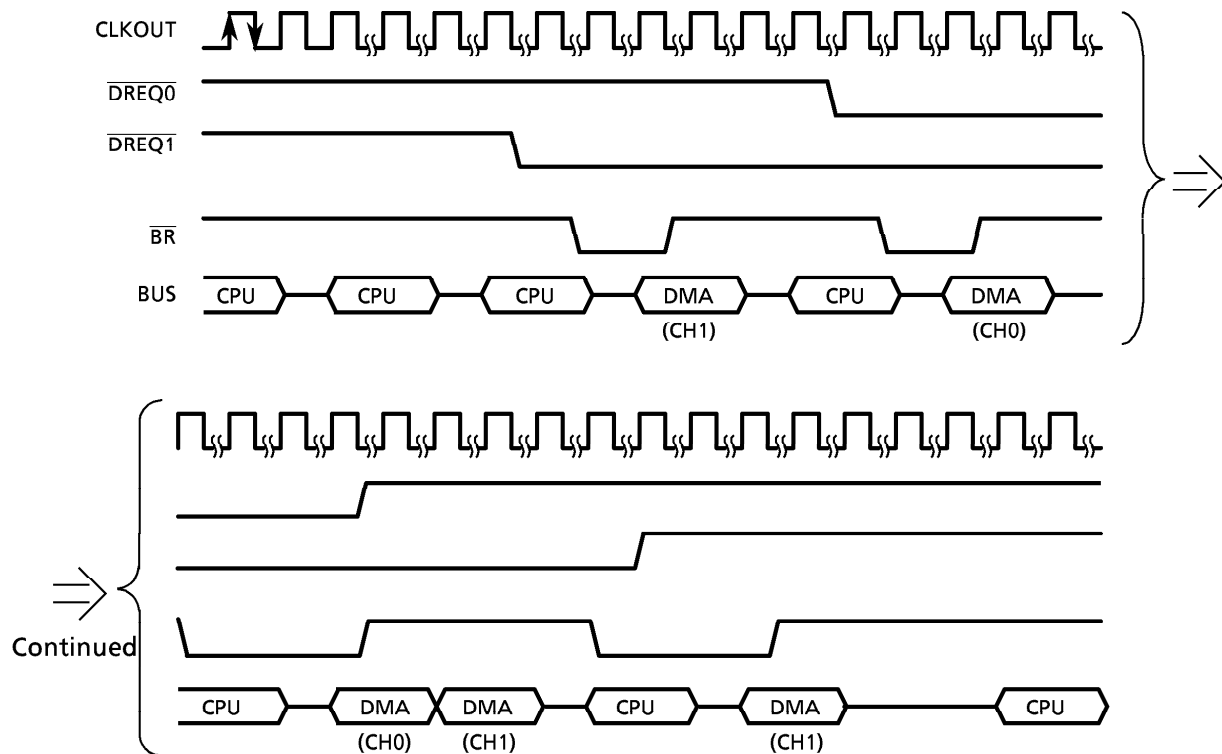 CLKOUT
DREQ0
DREQ1
BR
BUS CPU CPU CPU DMA CPU DMA
(CH1) (CH0)
Continued
CPU DMA DMA CPU DMA CPU
(CH0) (CH1) (CH1)